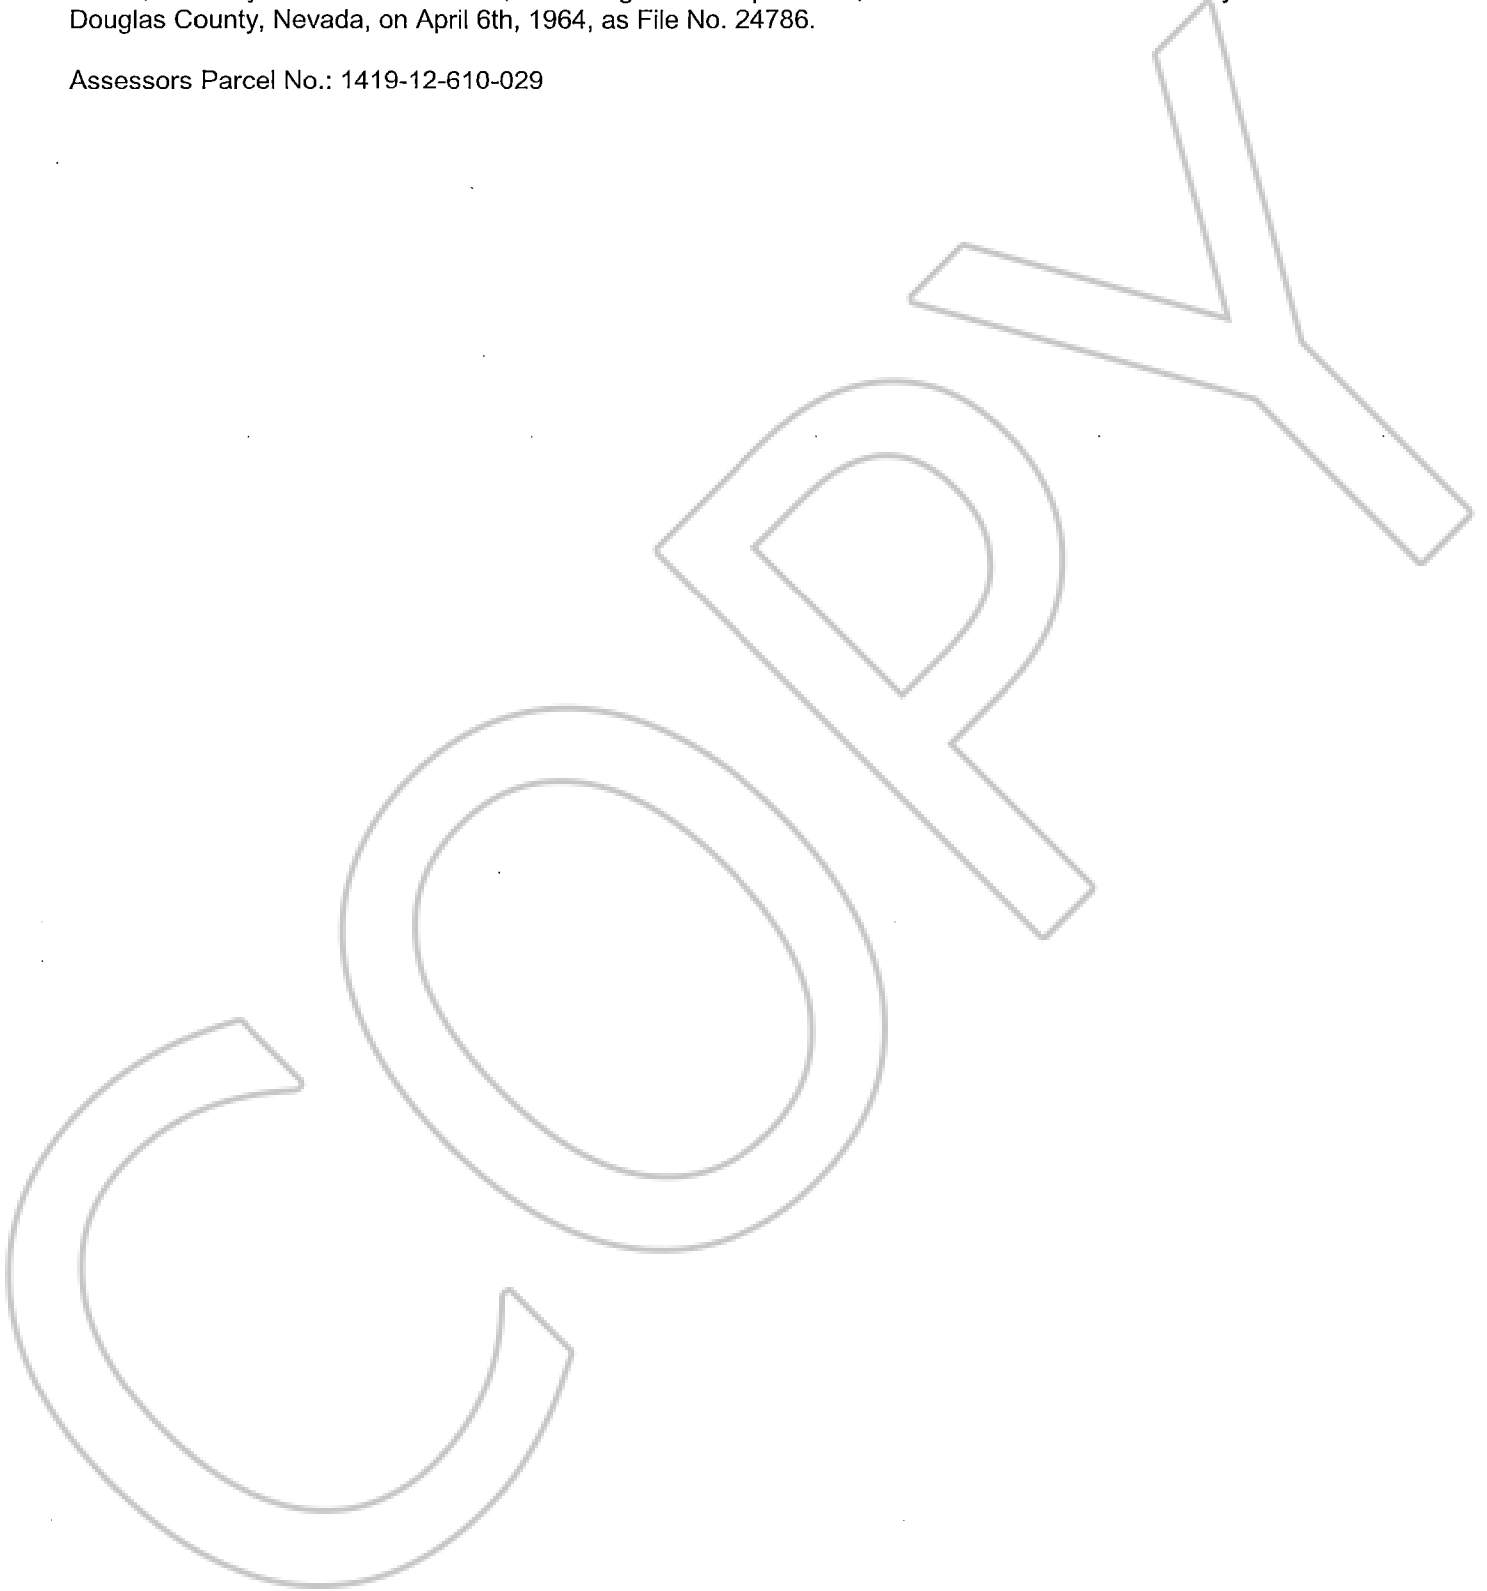 Douglas County, Nevada, on April 6th, 1964, as File No. 24786.
Assessors Parcel No.: 1419-12-610-029
COPY